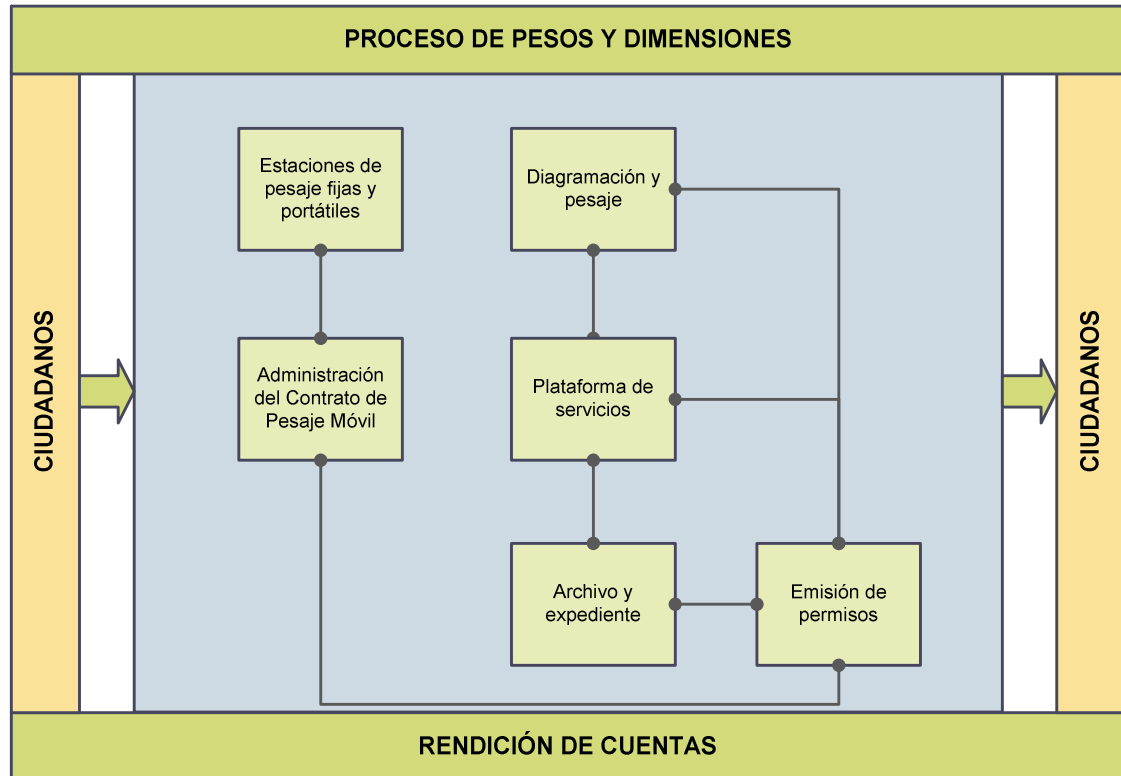 PROCESO DE PESOS Y DIMENSIONES
CIUDADANOS
Estaciones de
pesaje fijas y
portátiles
Diagramación y
pesaje
Administración
del Contrato de
Pesaje Móvil
Plataforma de
servicios
Archivo y
expediente
Emisión de
permisos
CIUDADANOS
RENDICIÓN DE CUENTAS